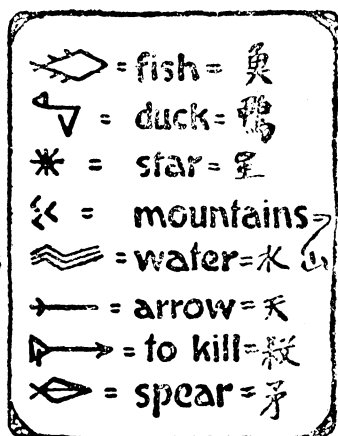 = fish = 魚
= duck = 鴨
= star = 星
= mountains =
= water = 水 山
= arrow = 矢
= to kill = 殺
= spear = 矛